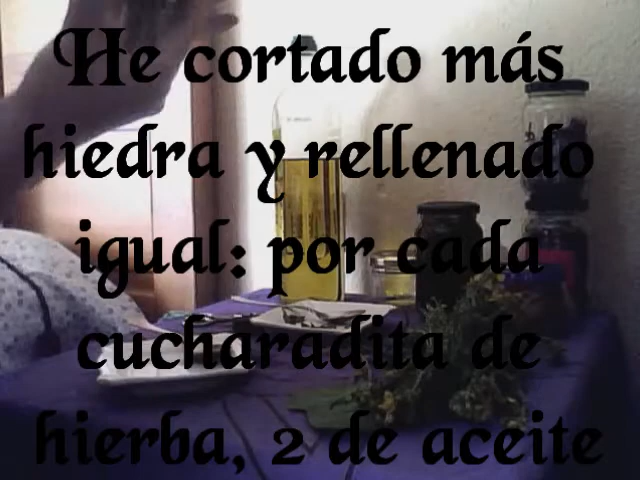 He cortado más
hiedra y rellenado
igual: por cada
cucharadita de
hierba, 2 de aceite